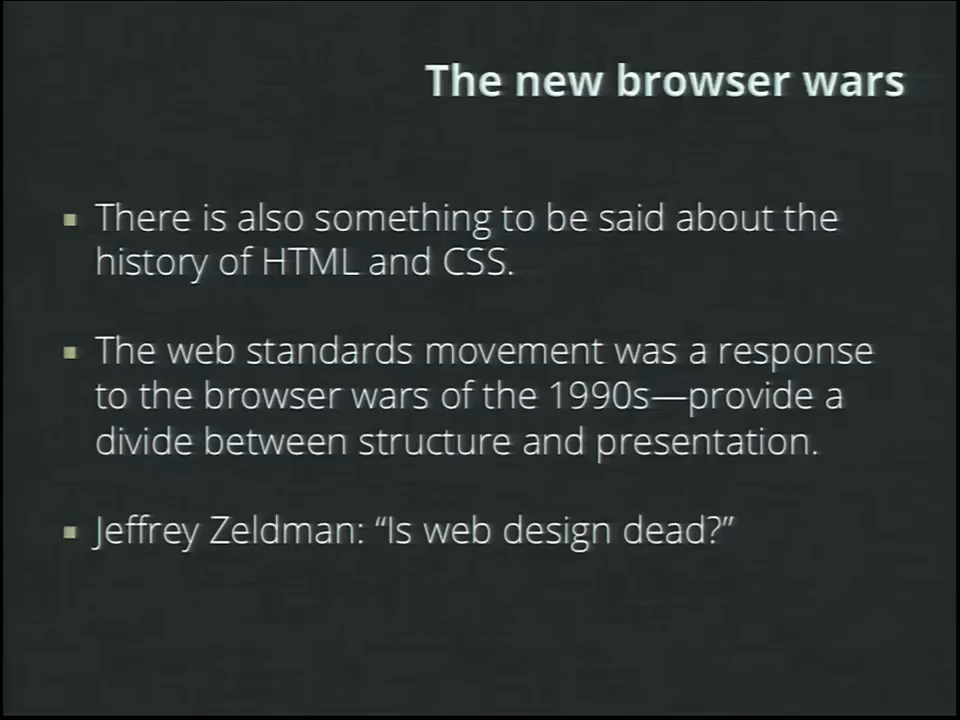 The new browser wars
There is also something to be said about the
history of HTML and CSS.
The web standards movement was a response
to the browser wars of the 1990s—provide a
divide between structure and presentation.
Jeffrey Zeldman: “Is web design dead?”